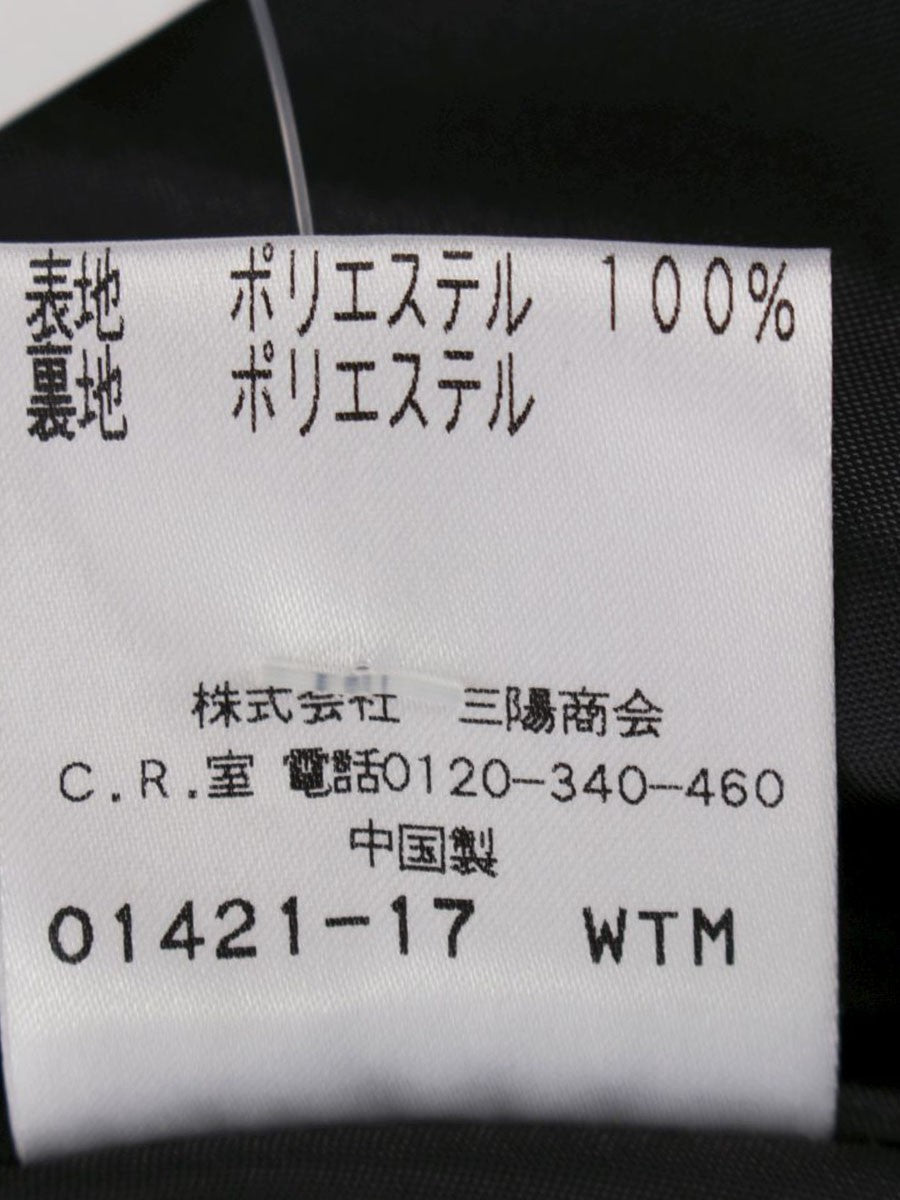 表地 ポリエステル 100%
裏地 ポリエステル
株式会社 三陽商会
C.R.室 電話0120-340-460
中国製
01421-17 WTM